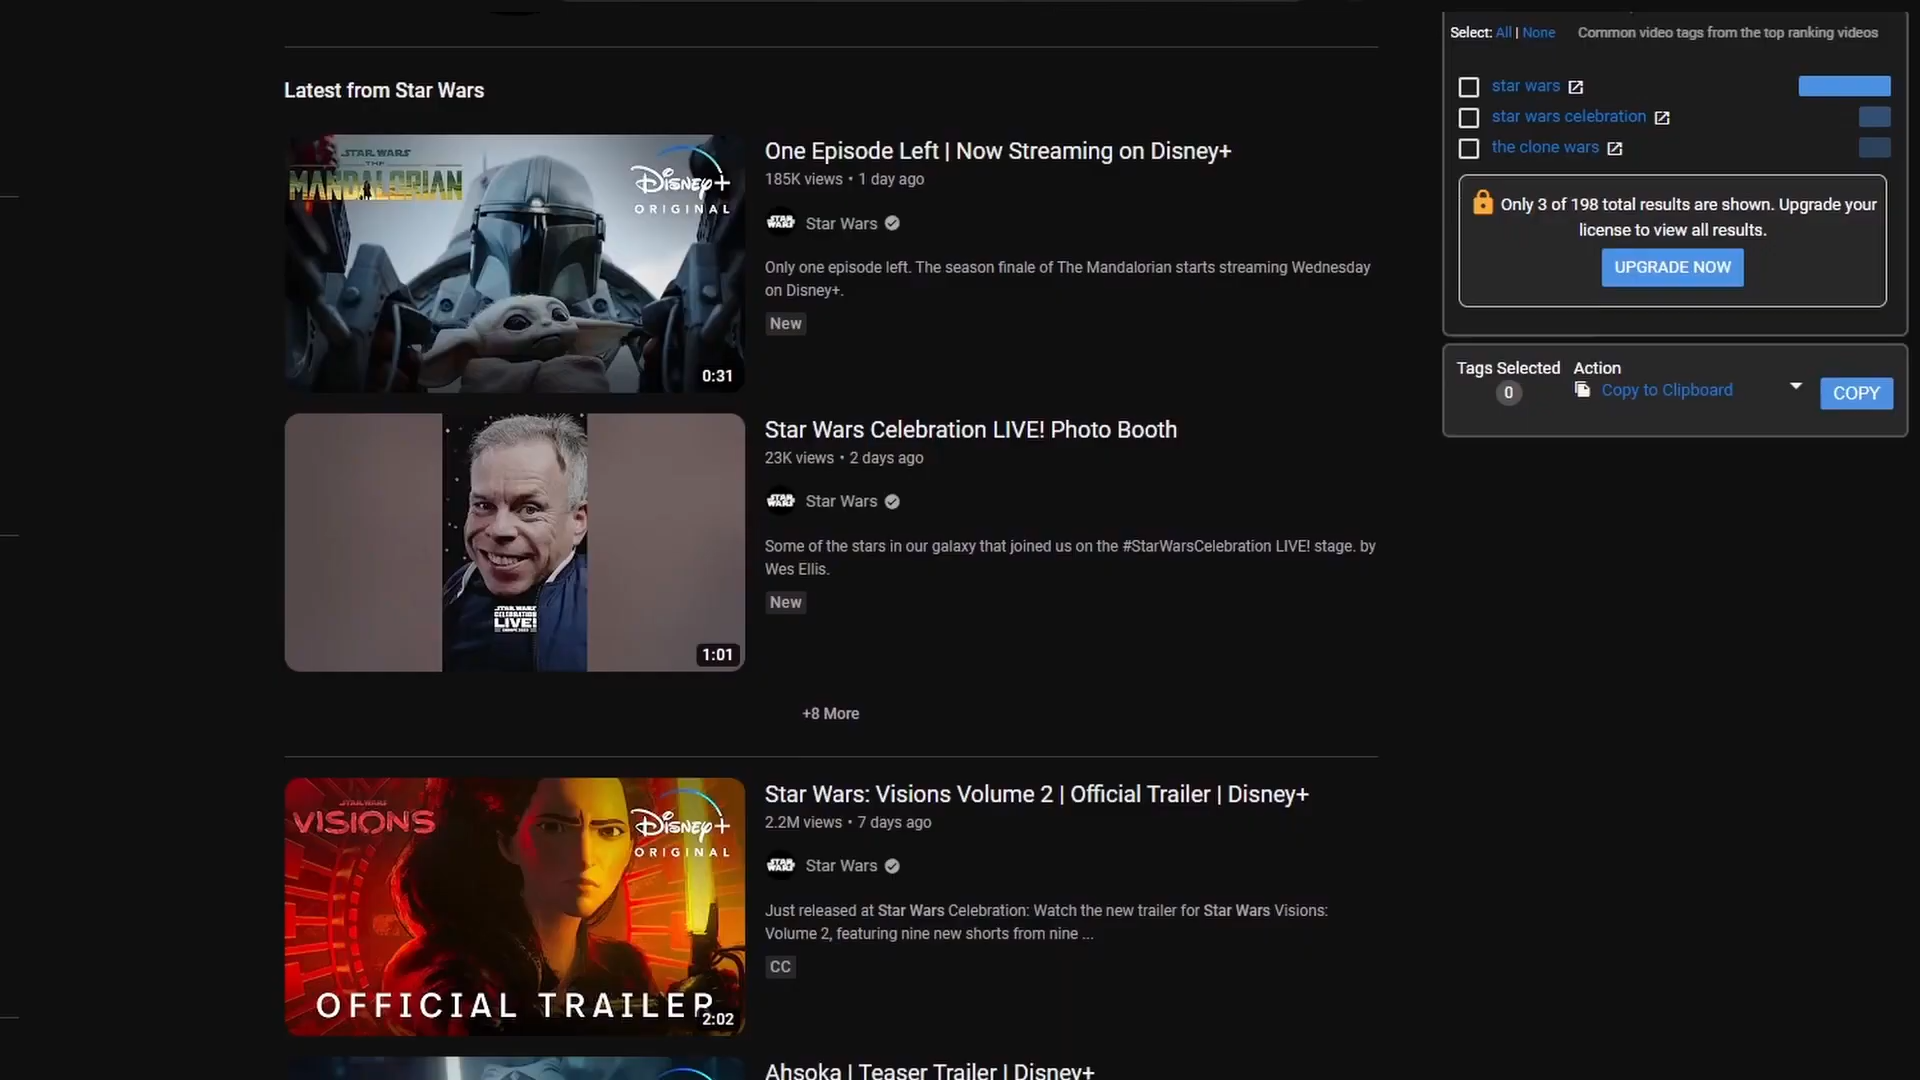 Latest from Star Wars
STAR WARS
THE
MANDALORIAN
Disney+
ORIGINAL
0:31
One Episode Left | Now Streaming on Disney+
185K views • 1 day ago
STAR WARS
Star Wars
Only one episode left. The season finale of The Mandalorian starts streaming Wednesday
on Disney+.
New
STAR WARS
CELEBRATION
LIVE!
1:01
Star Wars Celebration LIVE! Photo Booth
23K views • 2 days ago
STAR WARS
Star Wars
Some of the stars in our galaxy that joined us on the #StarWarsCelebration LIVE! stage. by
Wes Ellis.
New
+8 More
STAR WARS
VISIONS
Disney+
ORIGINAL
OFFICIAL TRAILER
2:02
Star Wars: Visions Volume 2 | Official Trailer | Disney+
2.2M views • 7 days ago
STAR WARS
Star Wars
Just released at Star Wars Celebration: Watch the new trailer for Star Wars Visions:
Volume 2, featuring nine new shorts from nine ...
CC
Ahsoka | Teaser Trailer | Disney+
Select: All | None Common video tags from the top ranking videos
star wars
star wars celebration
the clone wars
Only 3 of 198 total results are shown. Upgrade your
license to view all results.
UPGRADE NOW
Tags Selected Action
0 Copy to Clipboard
COPY